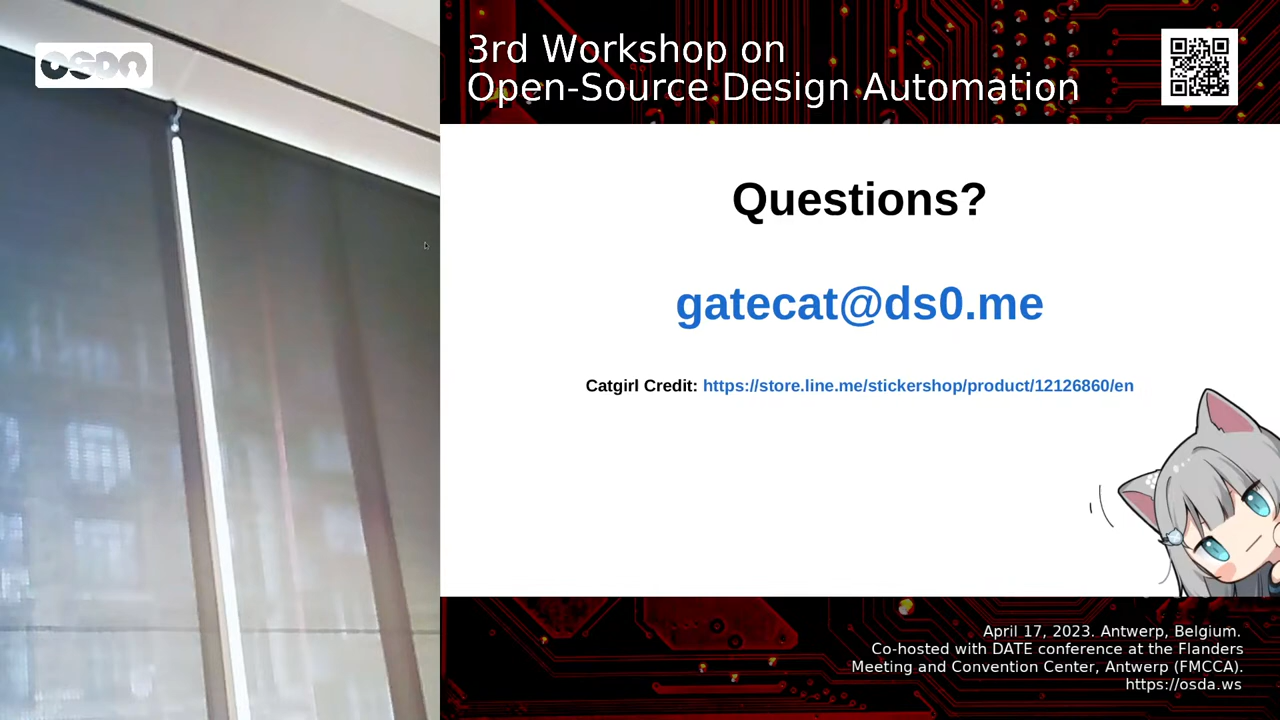 OSDA
3rd Workshop on
Open-Source Design Automation
Questions?
gatecat@ds0.me
Catgirl Credit: https://store.line.me/stickershop/product/12126860/en
April 17, 2023. Antwerp, Belgium.
Co-hosted with DATE conference at the Flanders
Meeting and Convention Center, Antwerp (FMCCA).
https://osda.ws